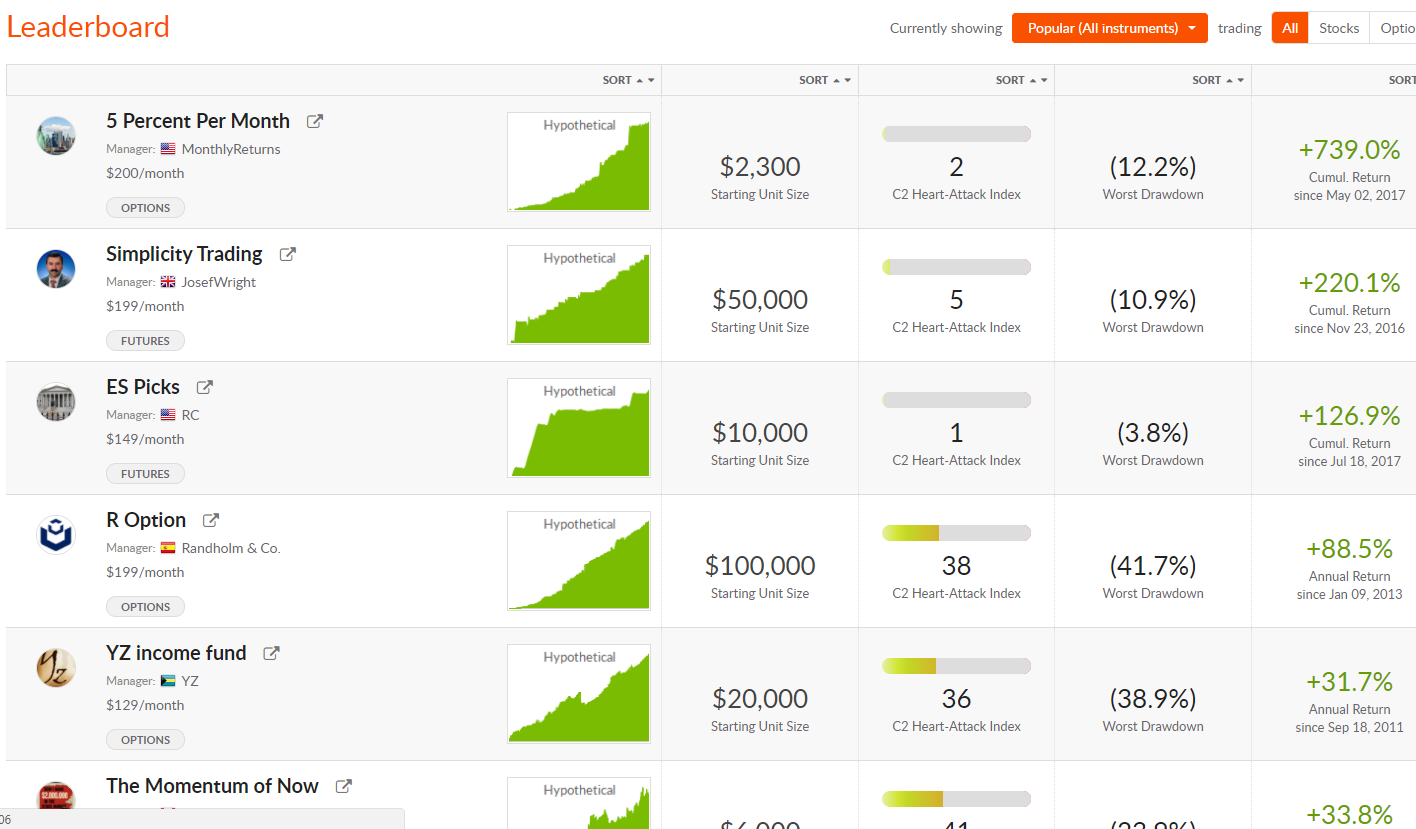 Leaderboard
Currently showing Popular (All instruments) trading All Stocks Optio
SORT SORT SORT SORT SORT
5 Percent Per Month
Manager: MonthlyReturns
$200/month
OPTIONS
Hypothetical
$2,300
Starting Unit Size
2
C2 Heart-Attack Index
(12.2%)
Worst Drawdown
+739.0%
Cumul. Return
since May 02, 2017
Simplicity Trading
Manager: JosefWright
$199/month
FUTURES
Hypothetical
$50,000
Starting Unit Size
5
C2 Heart-Attack Index
(10.9%)
Worst Drawdown
+220.1%
Cumul. Return
since Nov 23, 2016
ES Picks
Manager: RC
$149/month
FUTURES
Hypothetical
$10,000
Starting Unit Size
1
C2 Heart-Attack Index
(3.8%)
Worst Drawdown
+126.9%
Cumul. Return
since Jul 18, 2017
R Option
Manager: Randholm & Co.
$199/month
OPTIONS
Hypothetical
$100,000
Starting Unit Size
38
C2 Heart-Attack Index
(41.7%)
Worst Drawdown
+88.5%
Annual Return
since Jan 09, 2013
YZ income fund
Manager: YZ
$129/month
OPTIONS
Yz
Hypothetical
$20,000
Starting Unit Size
36
C2 Heart-Attack Index
(38.9%)
Worst Drawdown
+31.7%
Annual Return
since Sep 18, 2011
The Momentum of Now
$2,000,000
Hypothetical
+33.8%
06